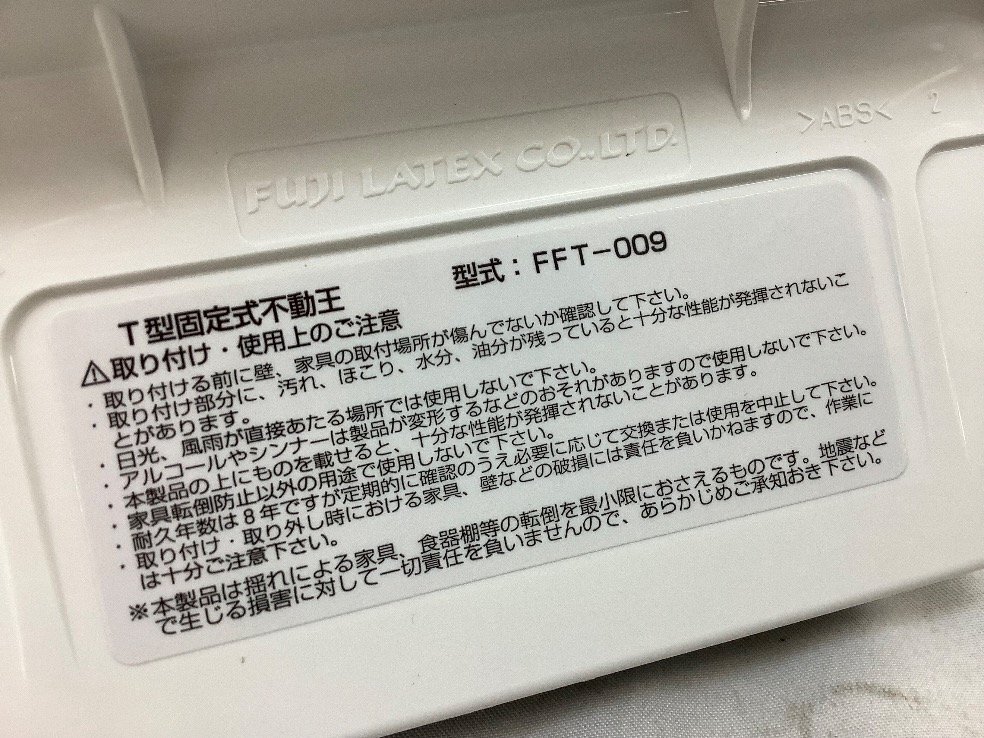 FUJI LATEX CO.,LTD.
>ABS< 2
T型固定式不動王 型式：FFT-009
⚠取り付け・使用上のご注意
・取り付ける前に壁、家具の取付場所が傷んでないか確認して下さい。
・取り付け部分に、汚れ、ほこり、水分、油分が残っていると十分な性能が発揮されないこ
とがあります。
・日光、風雨が直接あたる場所では使用しないで下さい。
・アルコールやシンナーは製品が変形するなどのおそれがありますので使用しないで下さい。
・本製品の上にものを載せると、十分な性能が発揮されないことがあります。
・家具転倒防止以外の用途で使用しないで下さい。
・耐久年数は8年ですが定期的に確認のうえ必要に応じて交換または使用を中止して下さい。
・取り付け・取り外し時における家具、壁などの破損には責任を負いかねますので、作業に
は十分ご注意下さい。
※本製品は揺れによる家具、食器棚等の転倒を最小限におさえるものです。地震など
で生じる損害に対して一切責任を負いませんので、あらかじめご承知おき下さい。